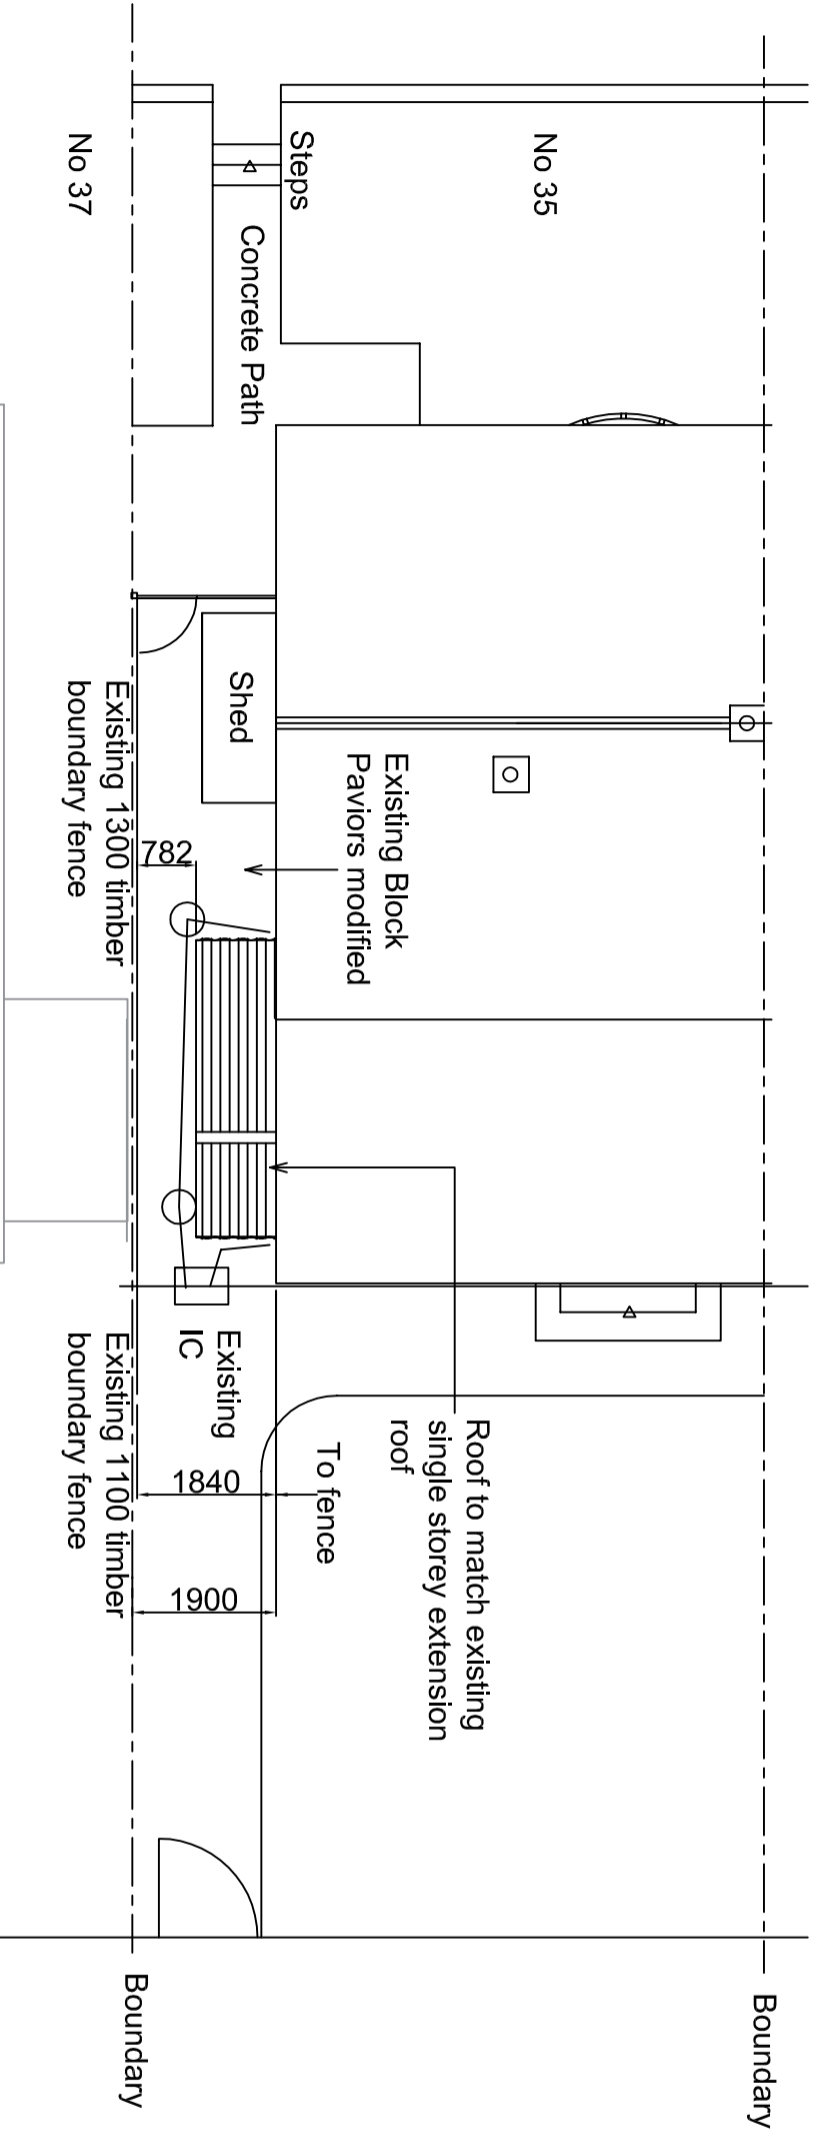 No 35
Steps
No 37
Concrete Path
Shed
Existing Block
Paviors modified
Existing 1300 timber
boundary fence
782
Existing
IC
Existing 1100 timber
boundary fence
To fence
1840
1900
Roof to match existing
single storey extension
roof
Boundary
Boundary